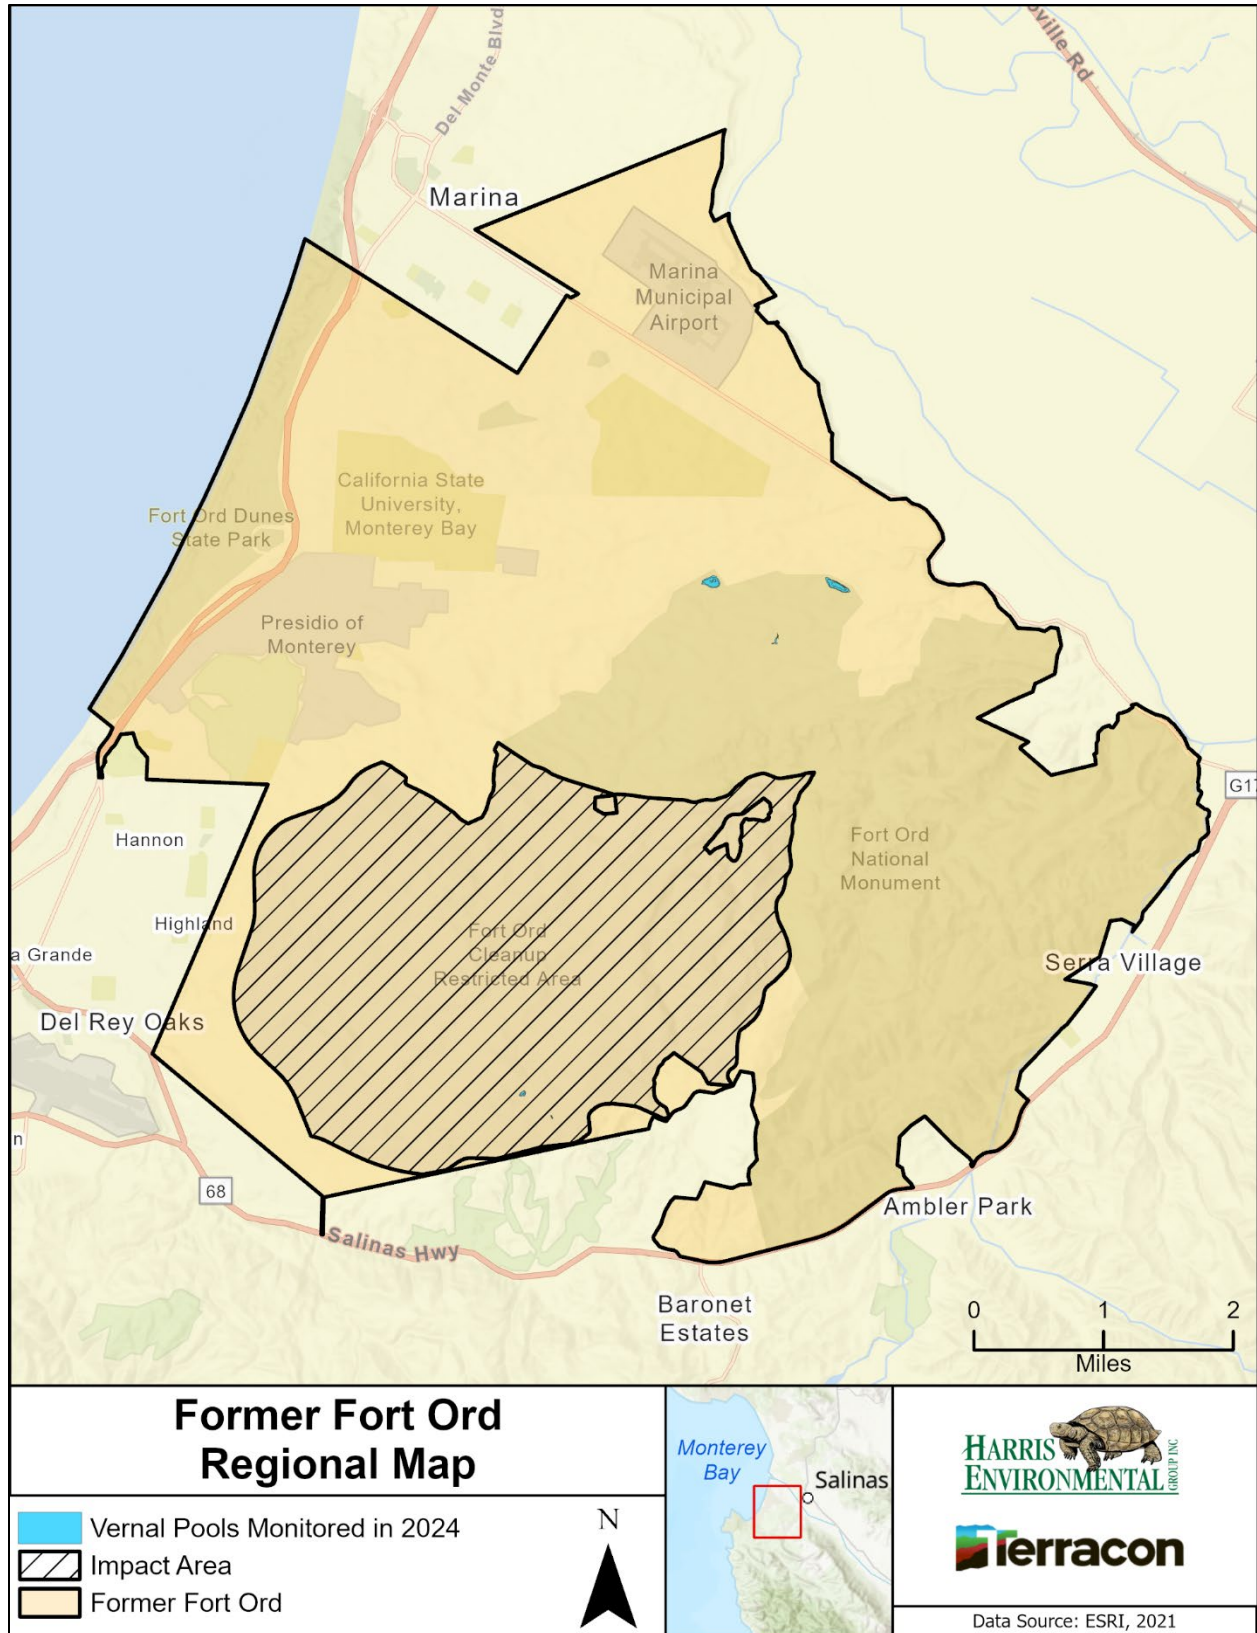 Del Monte Blvd
oville Rd
Marina
Marina
Municipal
Airport
California State
University,
Monterey Bay
Fort Ord Dunes
State Park
Presidio of
Monterey
G17
Hannon
Fort Ord
National
Monument
Highland
Fort Ord
Cleanup
Restricted Area
a Grande
Serra Village
Del Rey Oaks
n
68
Ambler Park
Salinas Hwy
Baronet
Estates
0 1 2
Miles
Former Fort Ord
Regional Map
Vernal Pools Monitored in 2024
Impact Area
Former Fort Ord
N
Monterey
Bay
Salinas
HARRIS
ENVIRONMENTAL
GROUP INC
Terracon
Data Source: ESRI, 2021